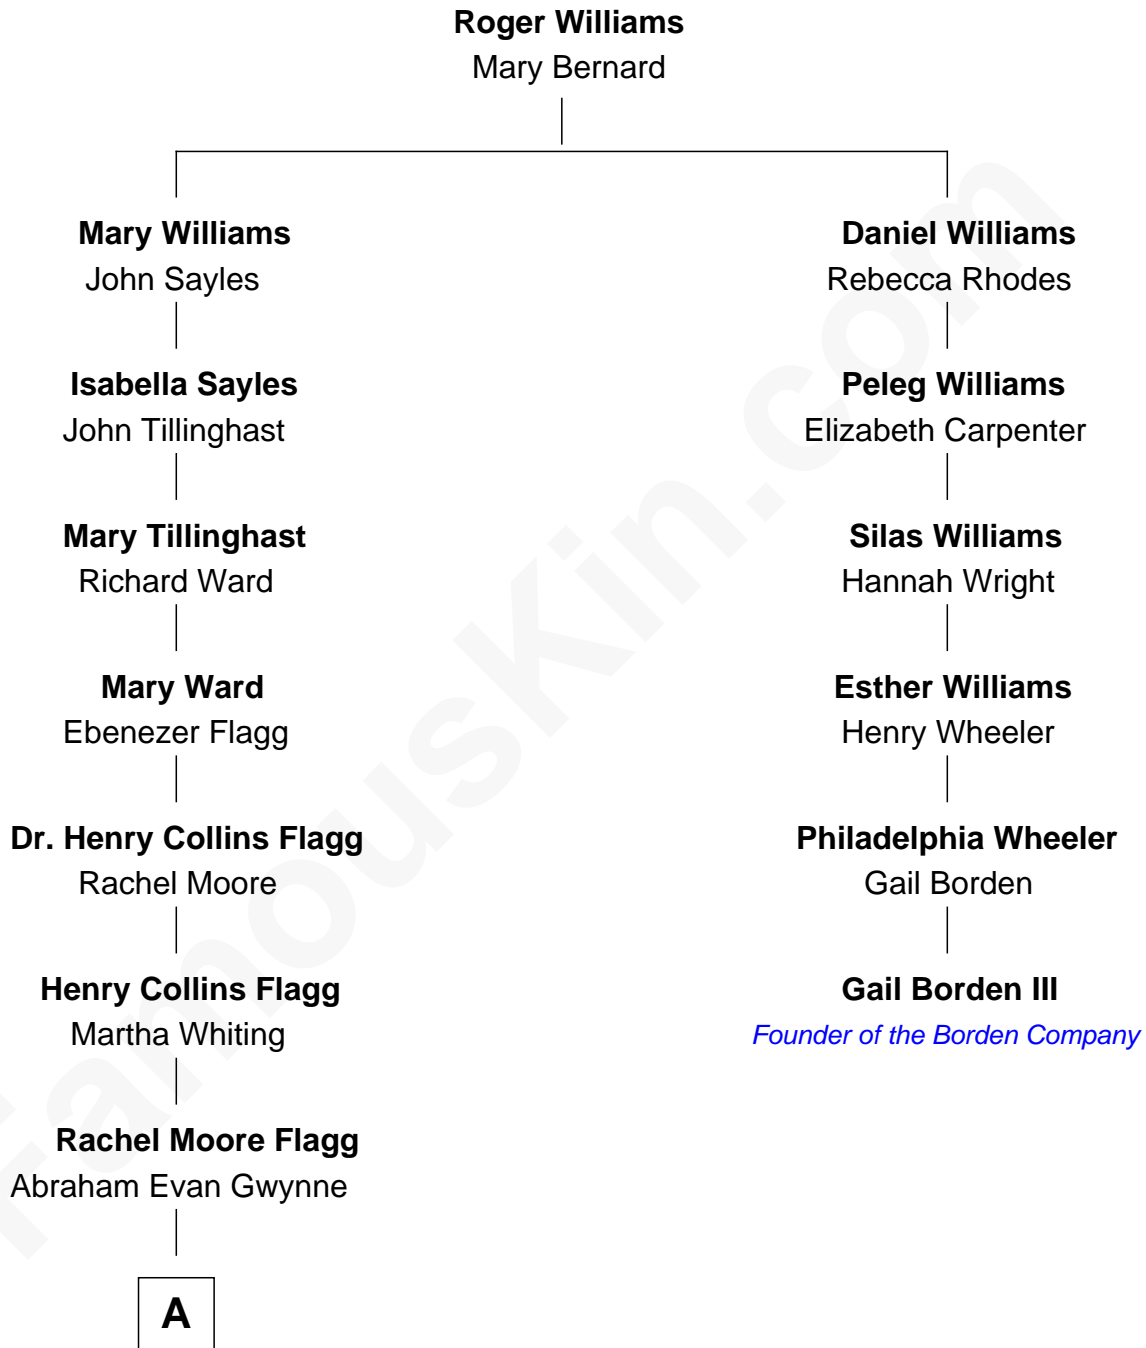 Roger Williams
Mary Bernard
Mary Williams
John Sayles
Daniel Williams
Rebecca Rhodes
Isabella Sayles
John Tillinghast
Peleg Williams
Elizabeth Carpenter
Mary Tillinghast
Richard Ward
Silas Williams
Hannah Wright
Mary Ward
Ebenezer Flagg
Esther Williams
Henry Wheeler
Dr. Henry Collins Flagg
Rachel Moore
Philadelphia Wheeler
Gail Borden
Henry Collins Flagg
Martha Whiting
Gail Borden III
Founder of the Borden Company
Rachel Moore Flagg
Abraham Evan Gwynne
A
FamousKin.com